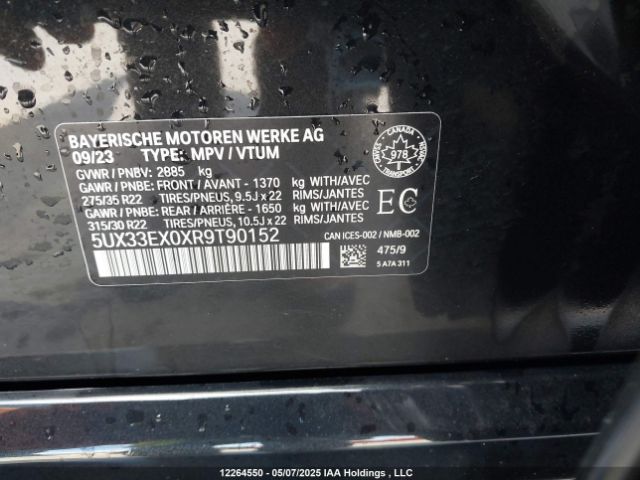 BAYERISCHE MOTOREN WERKE AG
09/23 TYPE: MPV / VTUM
GVWR / PNBV: 2885 kg
GAWR / PNBE: FRONT / AVANT - 1370 kg WITH/AVEC
275/35 R22 TIRES/PNEUS, 9.5J x 22 RIMS/JANTES
GAWR / PNBE: REAR / ARRIÈRE - 1650 kg WITH/AVEC
315/30 R22 TIRES/PNEUS, 10.5J x 22 RIMS/JANTES
5UX33EX0XR9T90152
CANADA
978
TRANSPORT
EC
CAN ICES-002 / NMB-002
475/9
5 A7A 311
12264550 - 05/07/2025 IAA Holdings , LLC